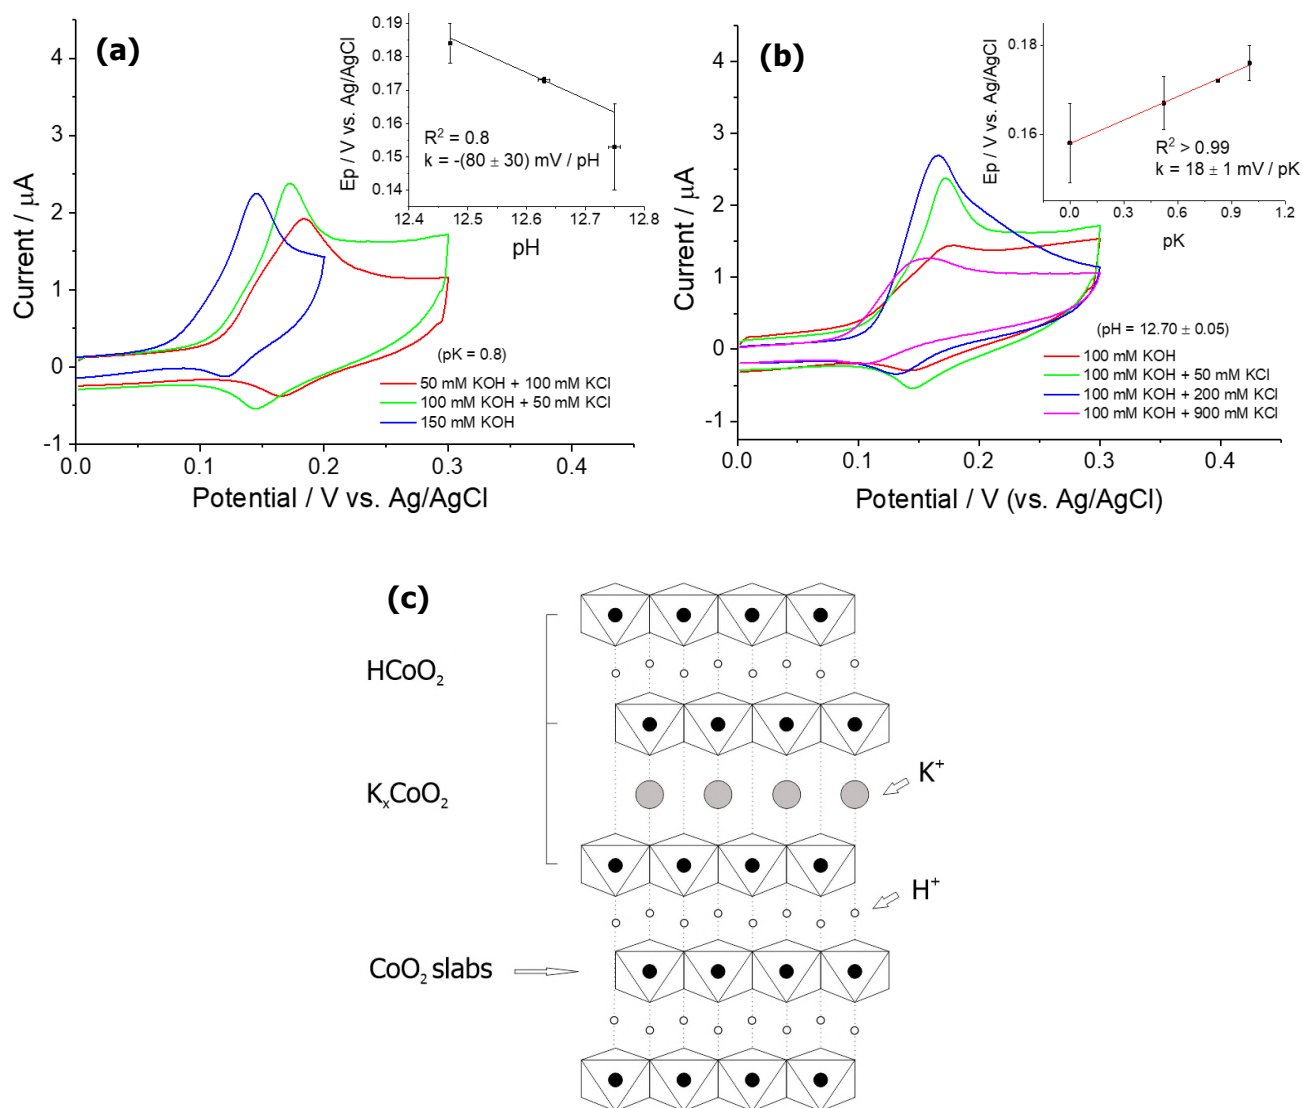 (a)
4
3
2
1
0
-1
Current / μA
0.0
0.1
0.2
0.3
0.4
Potential / V vs. Ag/AgCl
0.19
0.18
0.17
0.16
0.15
0.14
Ep / V vs. Ag/AgCl
R² = 0.8
k = -(80 ± 30) mV / pH
12.4
12.5
12.6
12.7
12.8
pH
(pK = 0.8)
50 mM KOH + 100 mM KCl
100 mM KOH + 50 mM KCl
150 mM KOH
(b)
4
3
2
1
0
-1
Current / μA
0.0
0.1
0.2
0.3
0.4
Potential / V (vs. Ag/AgCl)
0.18
0.16
Ep / V vs. Ag/AgCl
R² > 0.99
k = 18 ± 1 mV / pK
0.0
0.3
0.6
0.9
1.2
pK
(pH = 12.70 ± 0.05)
100 mM KOH
100 mM KOH + 50 mM KCl
100 mM KOH + 200 mM KCl
100 mM KOH + 900 mM KCl
(c)
HCoO₂
KₓCoO₂
K⁺
H⁺
CoO₂ slabs